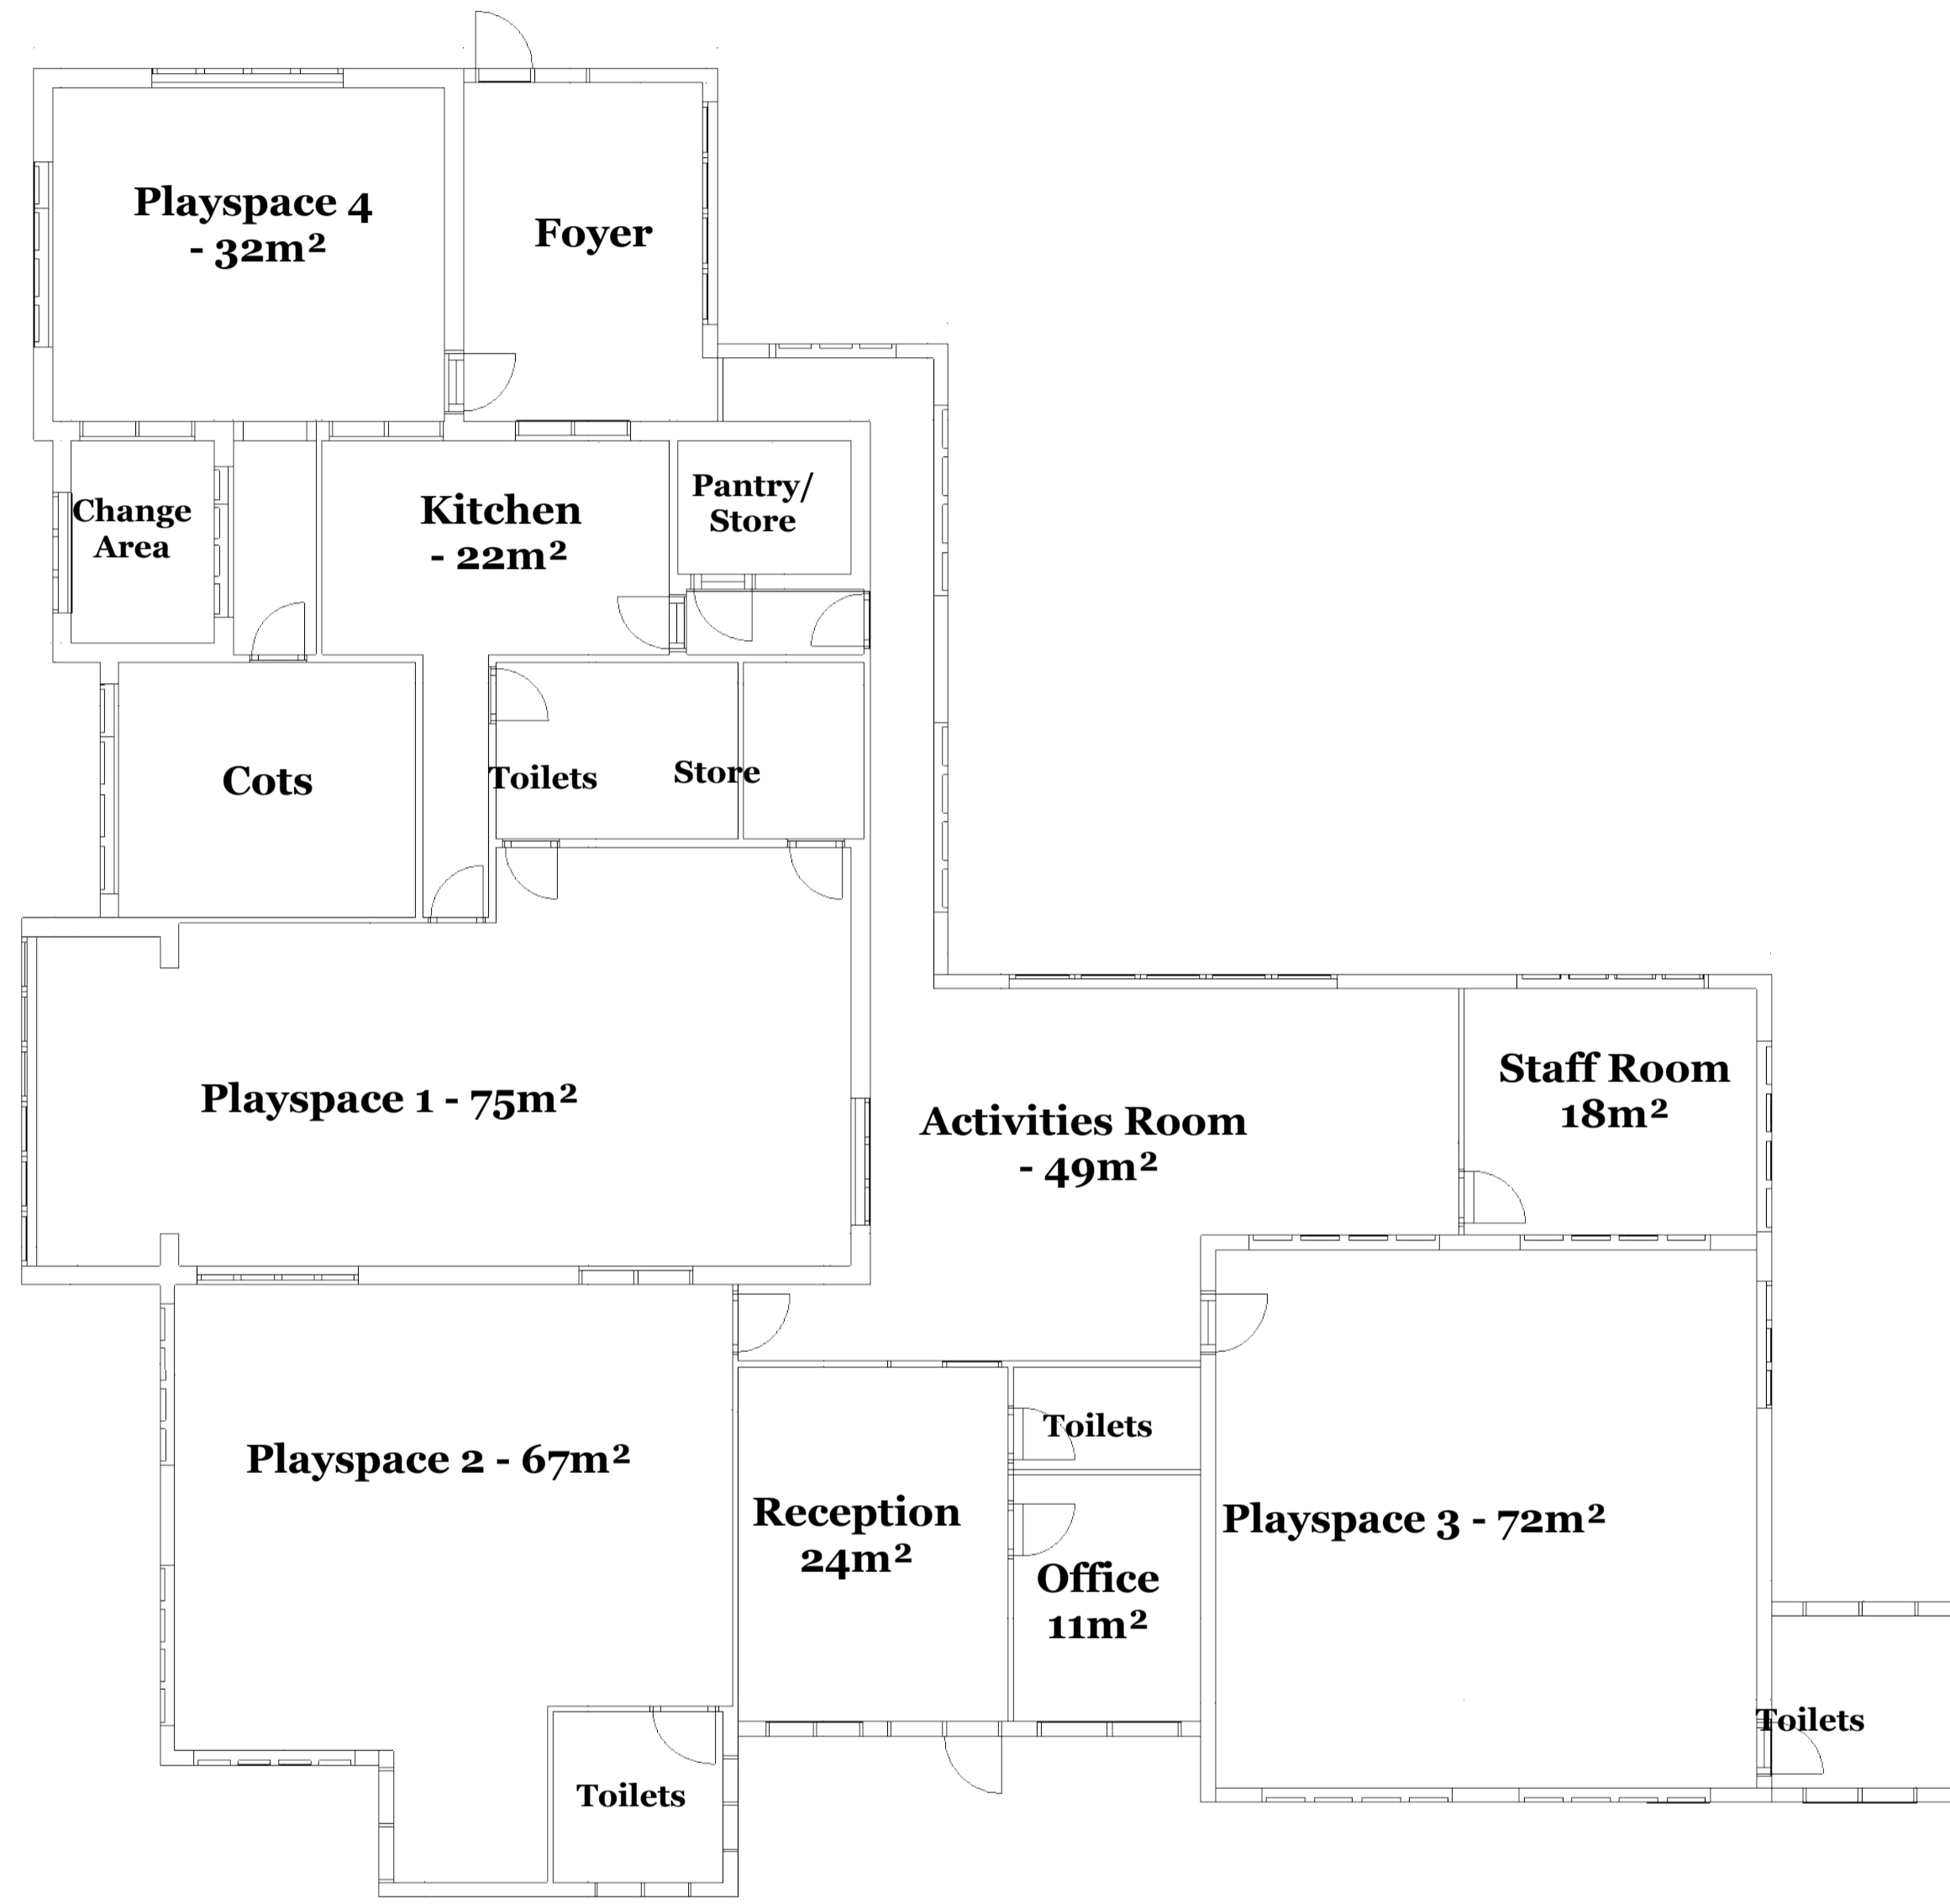 Playspace 4
- 32m²
Foyer
Change
Area
Kitchen
- 22m²
Pantry/
Store
Cots
Toilets
Store
Playspace 1 - 75m²
Activities Room
- 49m²
Staff Room
18m²
Playspace 2 - 67m²
Reception
24m²
Toilets
Office
11m²
Playspace 3 - 72m²
Toilets
Toilets